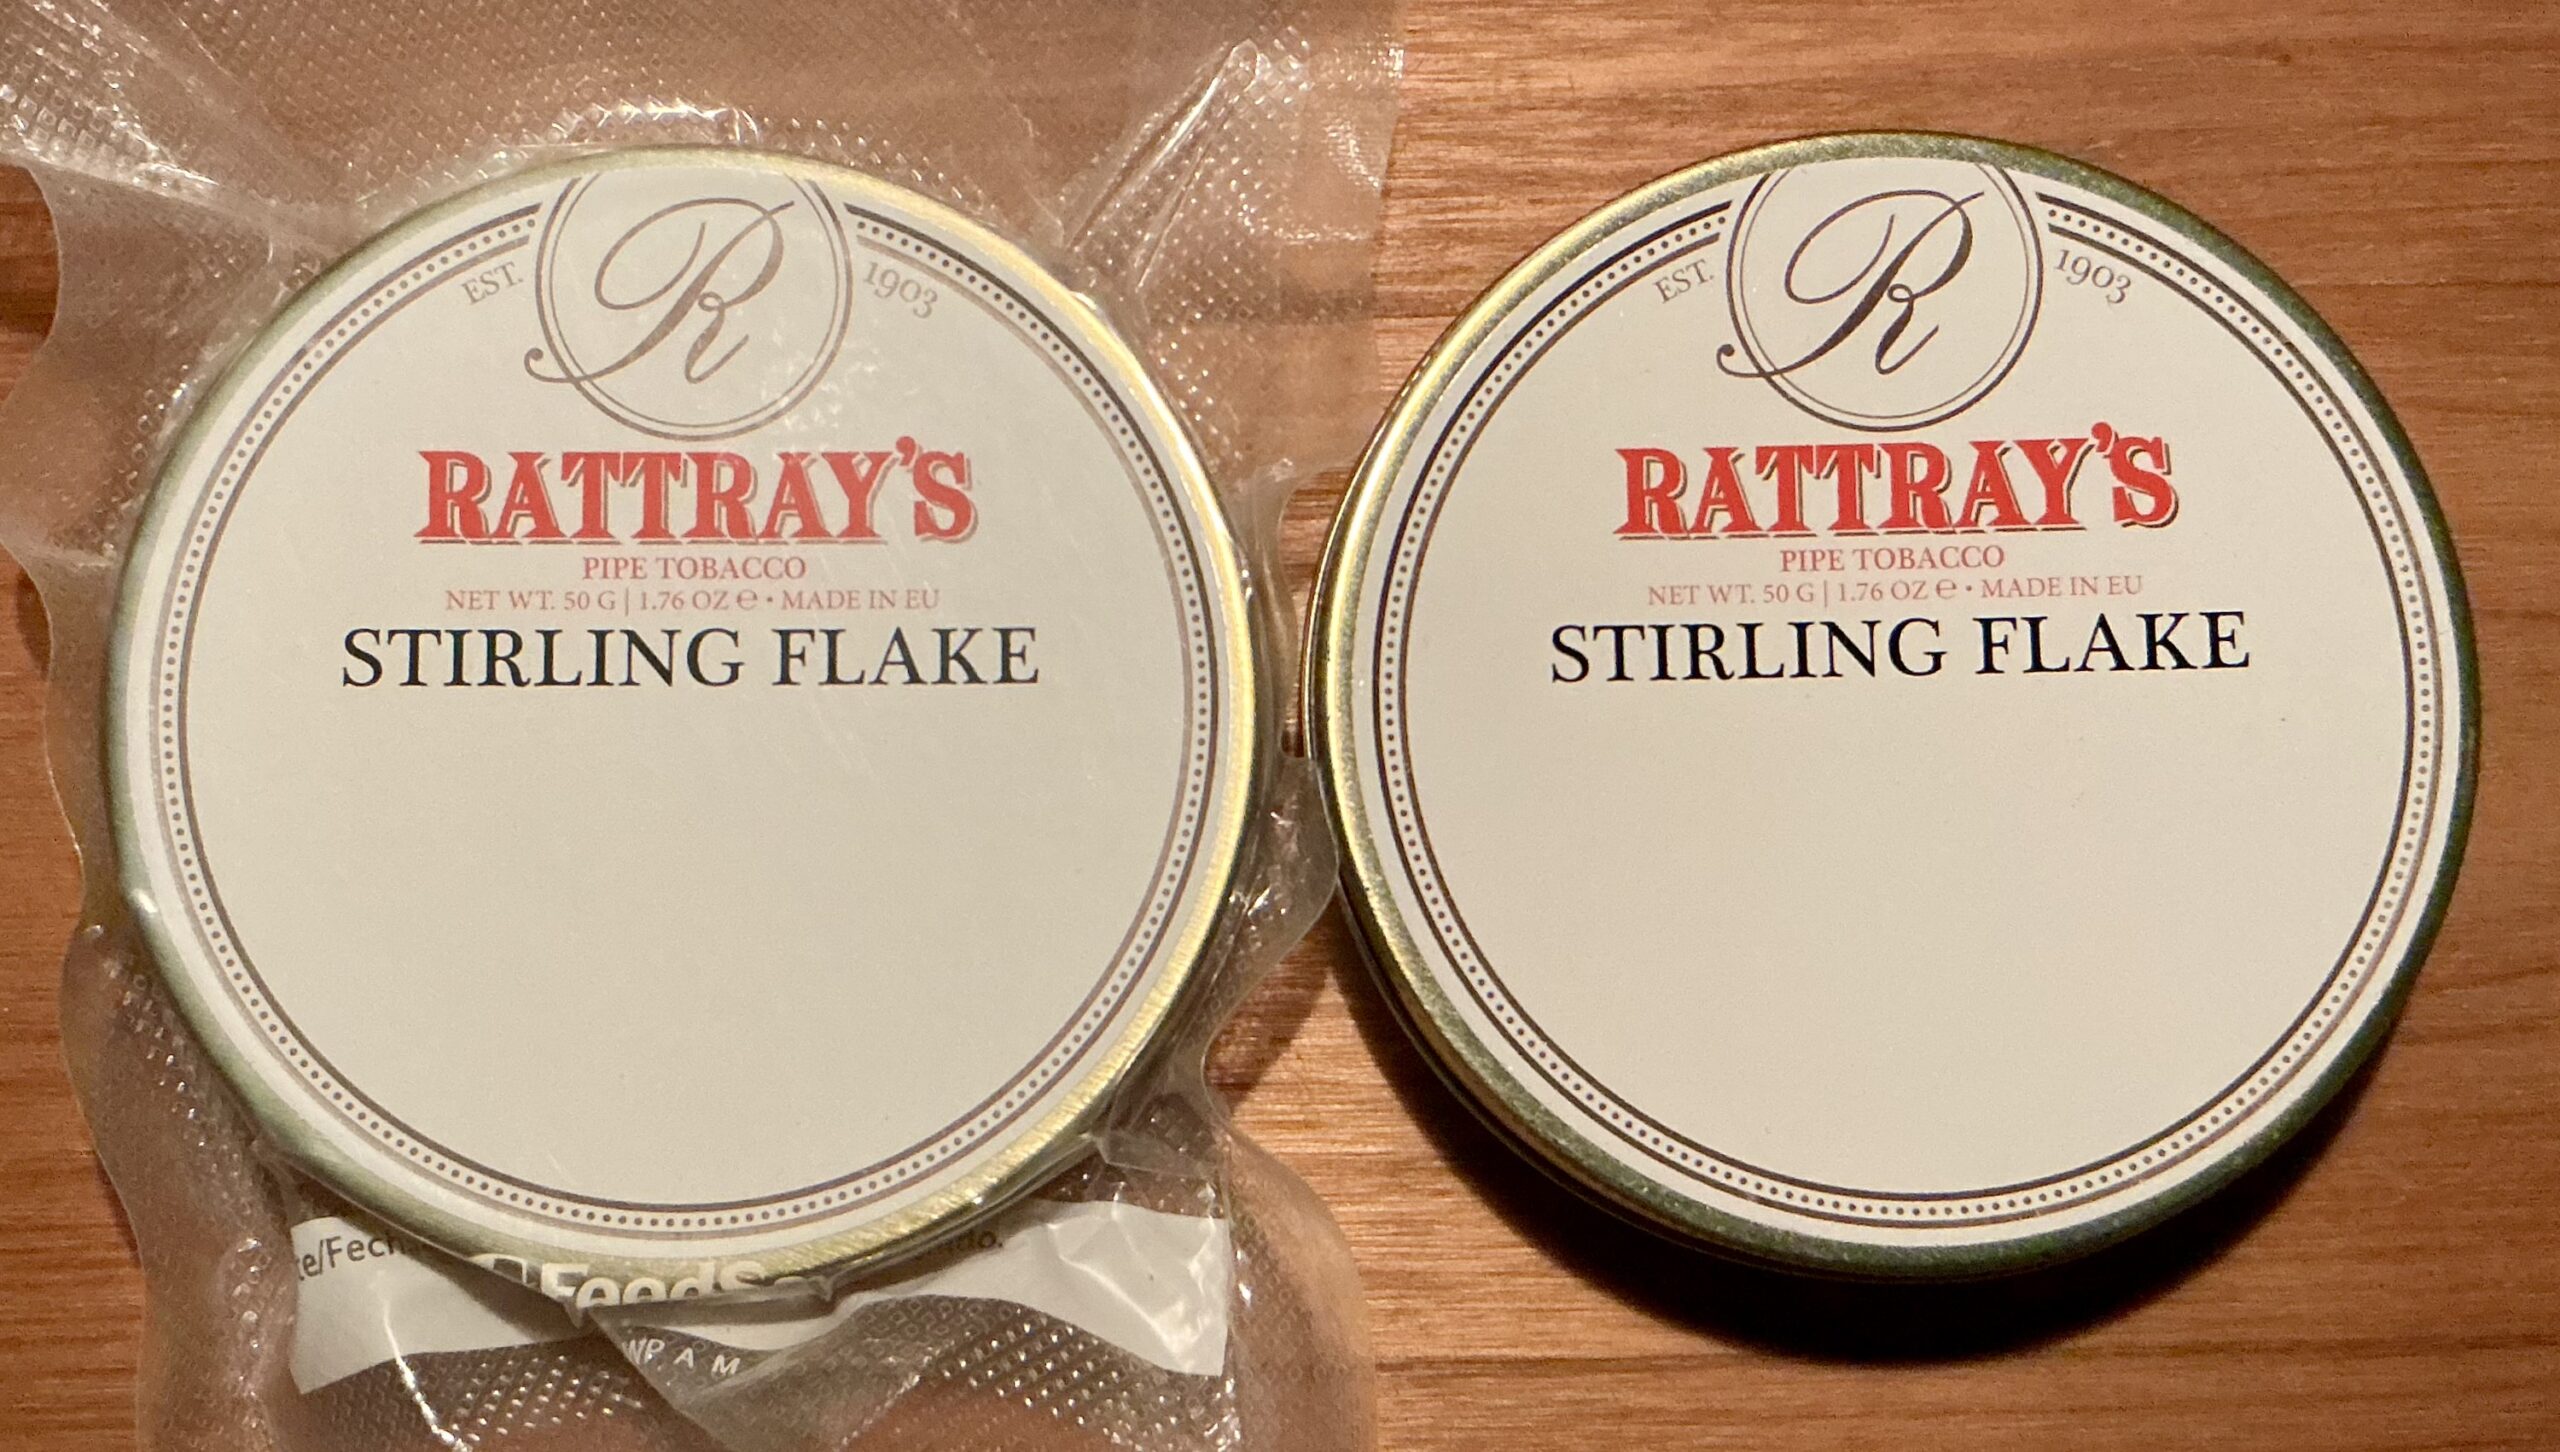 EST. R 1903
RATTRAY'S
PIPE TOBACCO
NET WT. 50 G | 1.76 OZ ℮ • MADE IN EU
STIRLING FLAKE
EST. R 1903
RATTRAY'S
PIPE TOBACCO
NET WT. 50 G | 1.76 OZ ℮ • MADE IN EU
STIRLING FLAKE